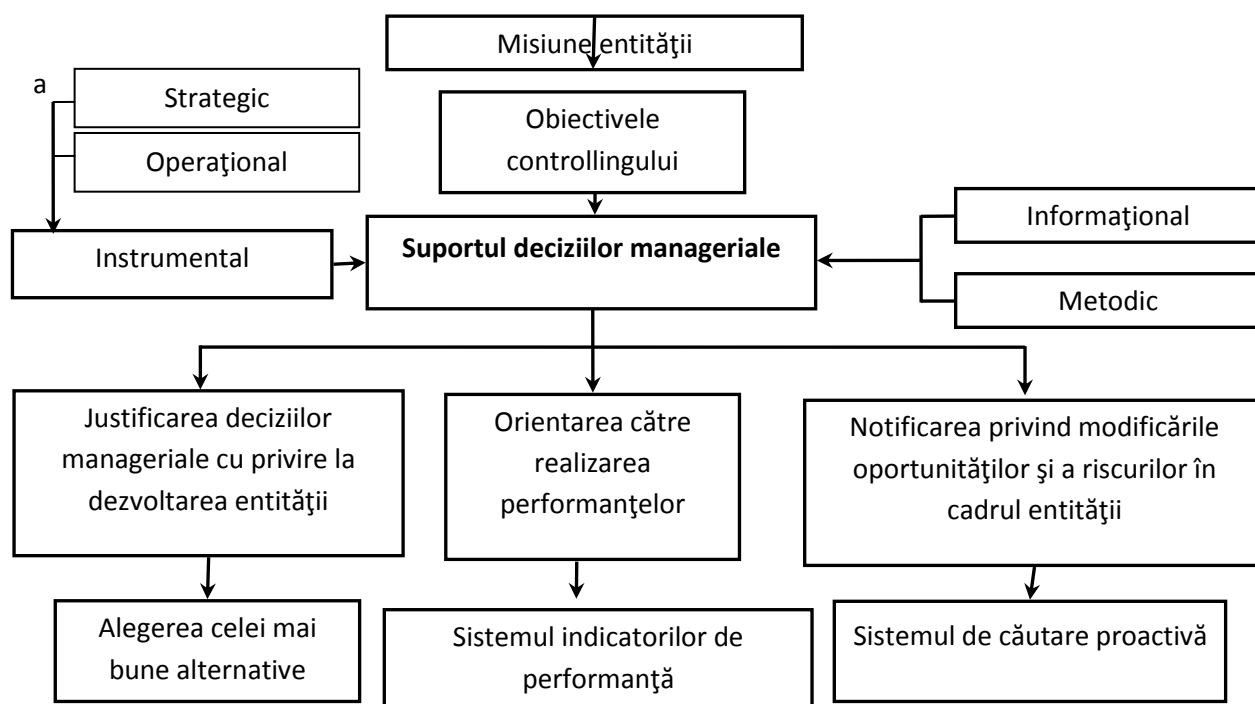 Misiune entităţii
a
Strategic
Operaţional
Obiectivele
controllingului
Instrumental
Suportul deciziilor manageriale
Informaţional
Metodic
Justificarea deciziilor
manageriale cu privire la
dezvoltarea entităţii
Orientarea către
realizarea
performanţelor
Notificarea privind modificările
oportunităţilor şi a riscurilor în
cadrul entităţii
Alegerea celei mai
bune alternative
Sistemul indicatorilor de
performanţă
Sistemul de căutare proactivă